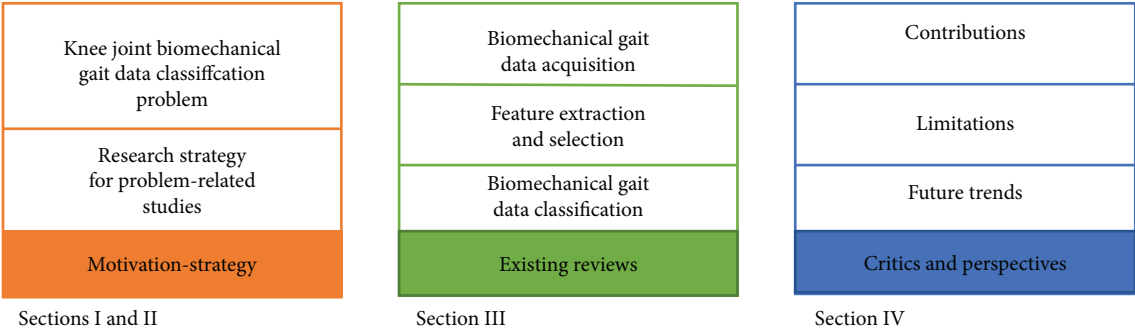 Knee joint biomechanical
gait data classiffcation
problem
Research strategy
for problem-related
studies
Motivation-strategy
Sections I and II
Biomechanical gait
data acquisition
Feature extraction
and selection
Biomechanical gait
data classification
Existing reviews
Section III
Contributions
Limitations
Future trends
Critics and perspectives
Section IV